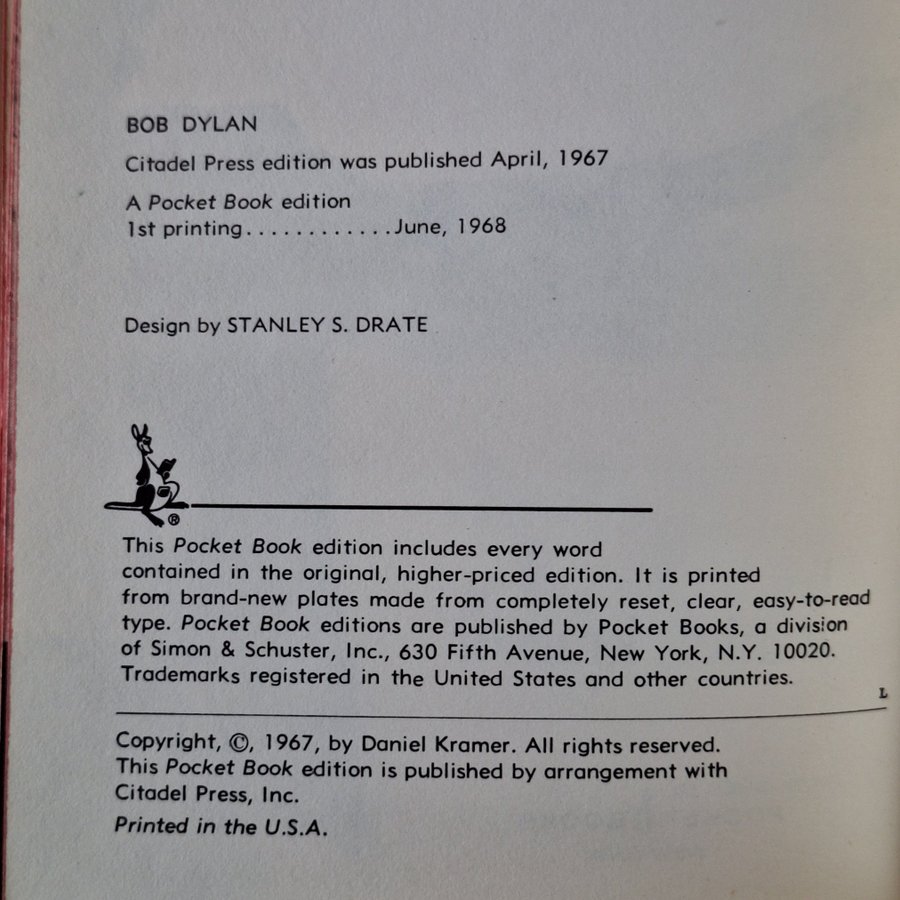 BOB DYLAN
Citadel Press edition was published April, 1967
A Pocket Book edition
1st printing............June, 1968
Design by STANLEY S. DRATE
®
This Pocket Book edition includes every word
contained in the original, higher-priced edition. It is printed
from brand-new plates made from completely reset, clear, easy-to-read
type. Pocket Book editions are published by Pocket Books, a division
of Simon & Schuster, Inc., 630 Fifth Avenue, New York, N.Y. 10020.
Trademarks registered in the United States and other countries.
L
Copyright, ©, 1967, by Daniel Kramer. All rights reserved.
This Pocket Book edition is published by arrangement with
Citadel Press, Inc.
Printed in the U.S.A.